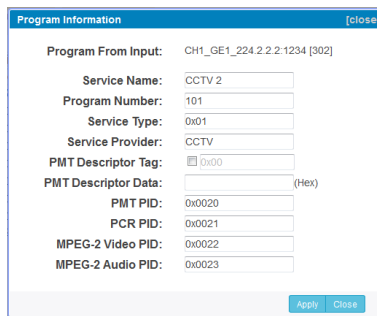 Program Information [close
Program From Input: CH1_GE1_224.2.2.2:1234 [302]
Service Name: CCTV 2
Program Number: 101
Service Type: 0x01
Service Provider: CCTV
PMT Descriptor Tag: 0x00
PMT Descriptor Data: (Hex)
PMT PID: 0x0020
PCR PID: 0x0021
MPEG-2 Video PID: 0x0022
MPEG-2 Audio PID: 0x0023
Apply Close